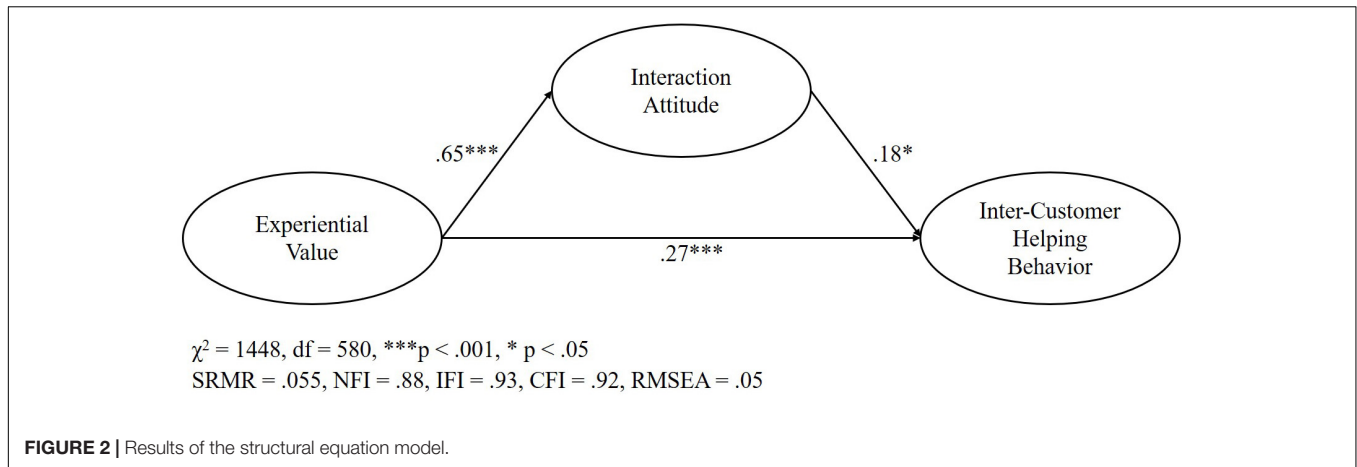 Interaction
Attitude
.65***
.18*
Experiential
Value
Inter-Customer
Helping
Behavior
.27***
χ² = 1448, df = 580, ***p < .001, * p < .05
SRMR = .055, NFI = .88, IFI = .93, CFI = .92, RMSEA = .05
FIGURE 2 | Results of the structural equation model.